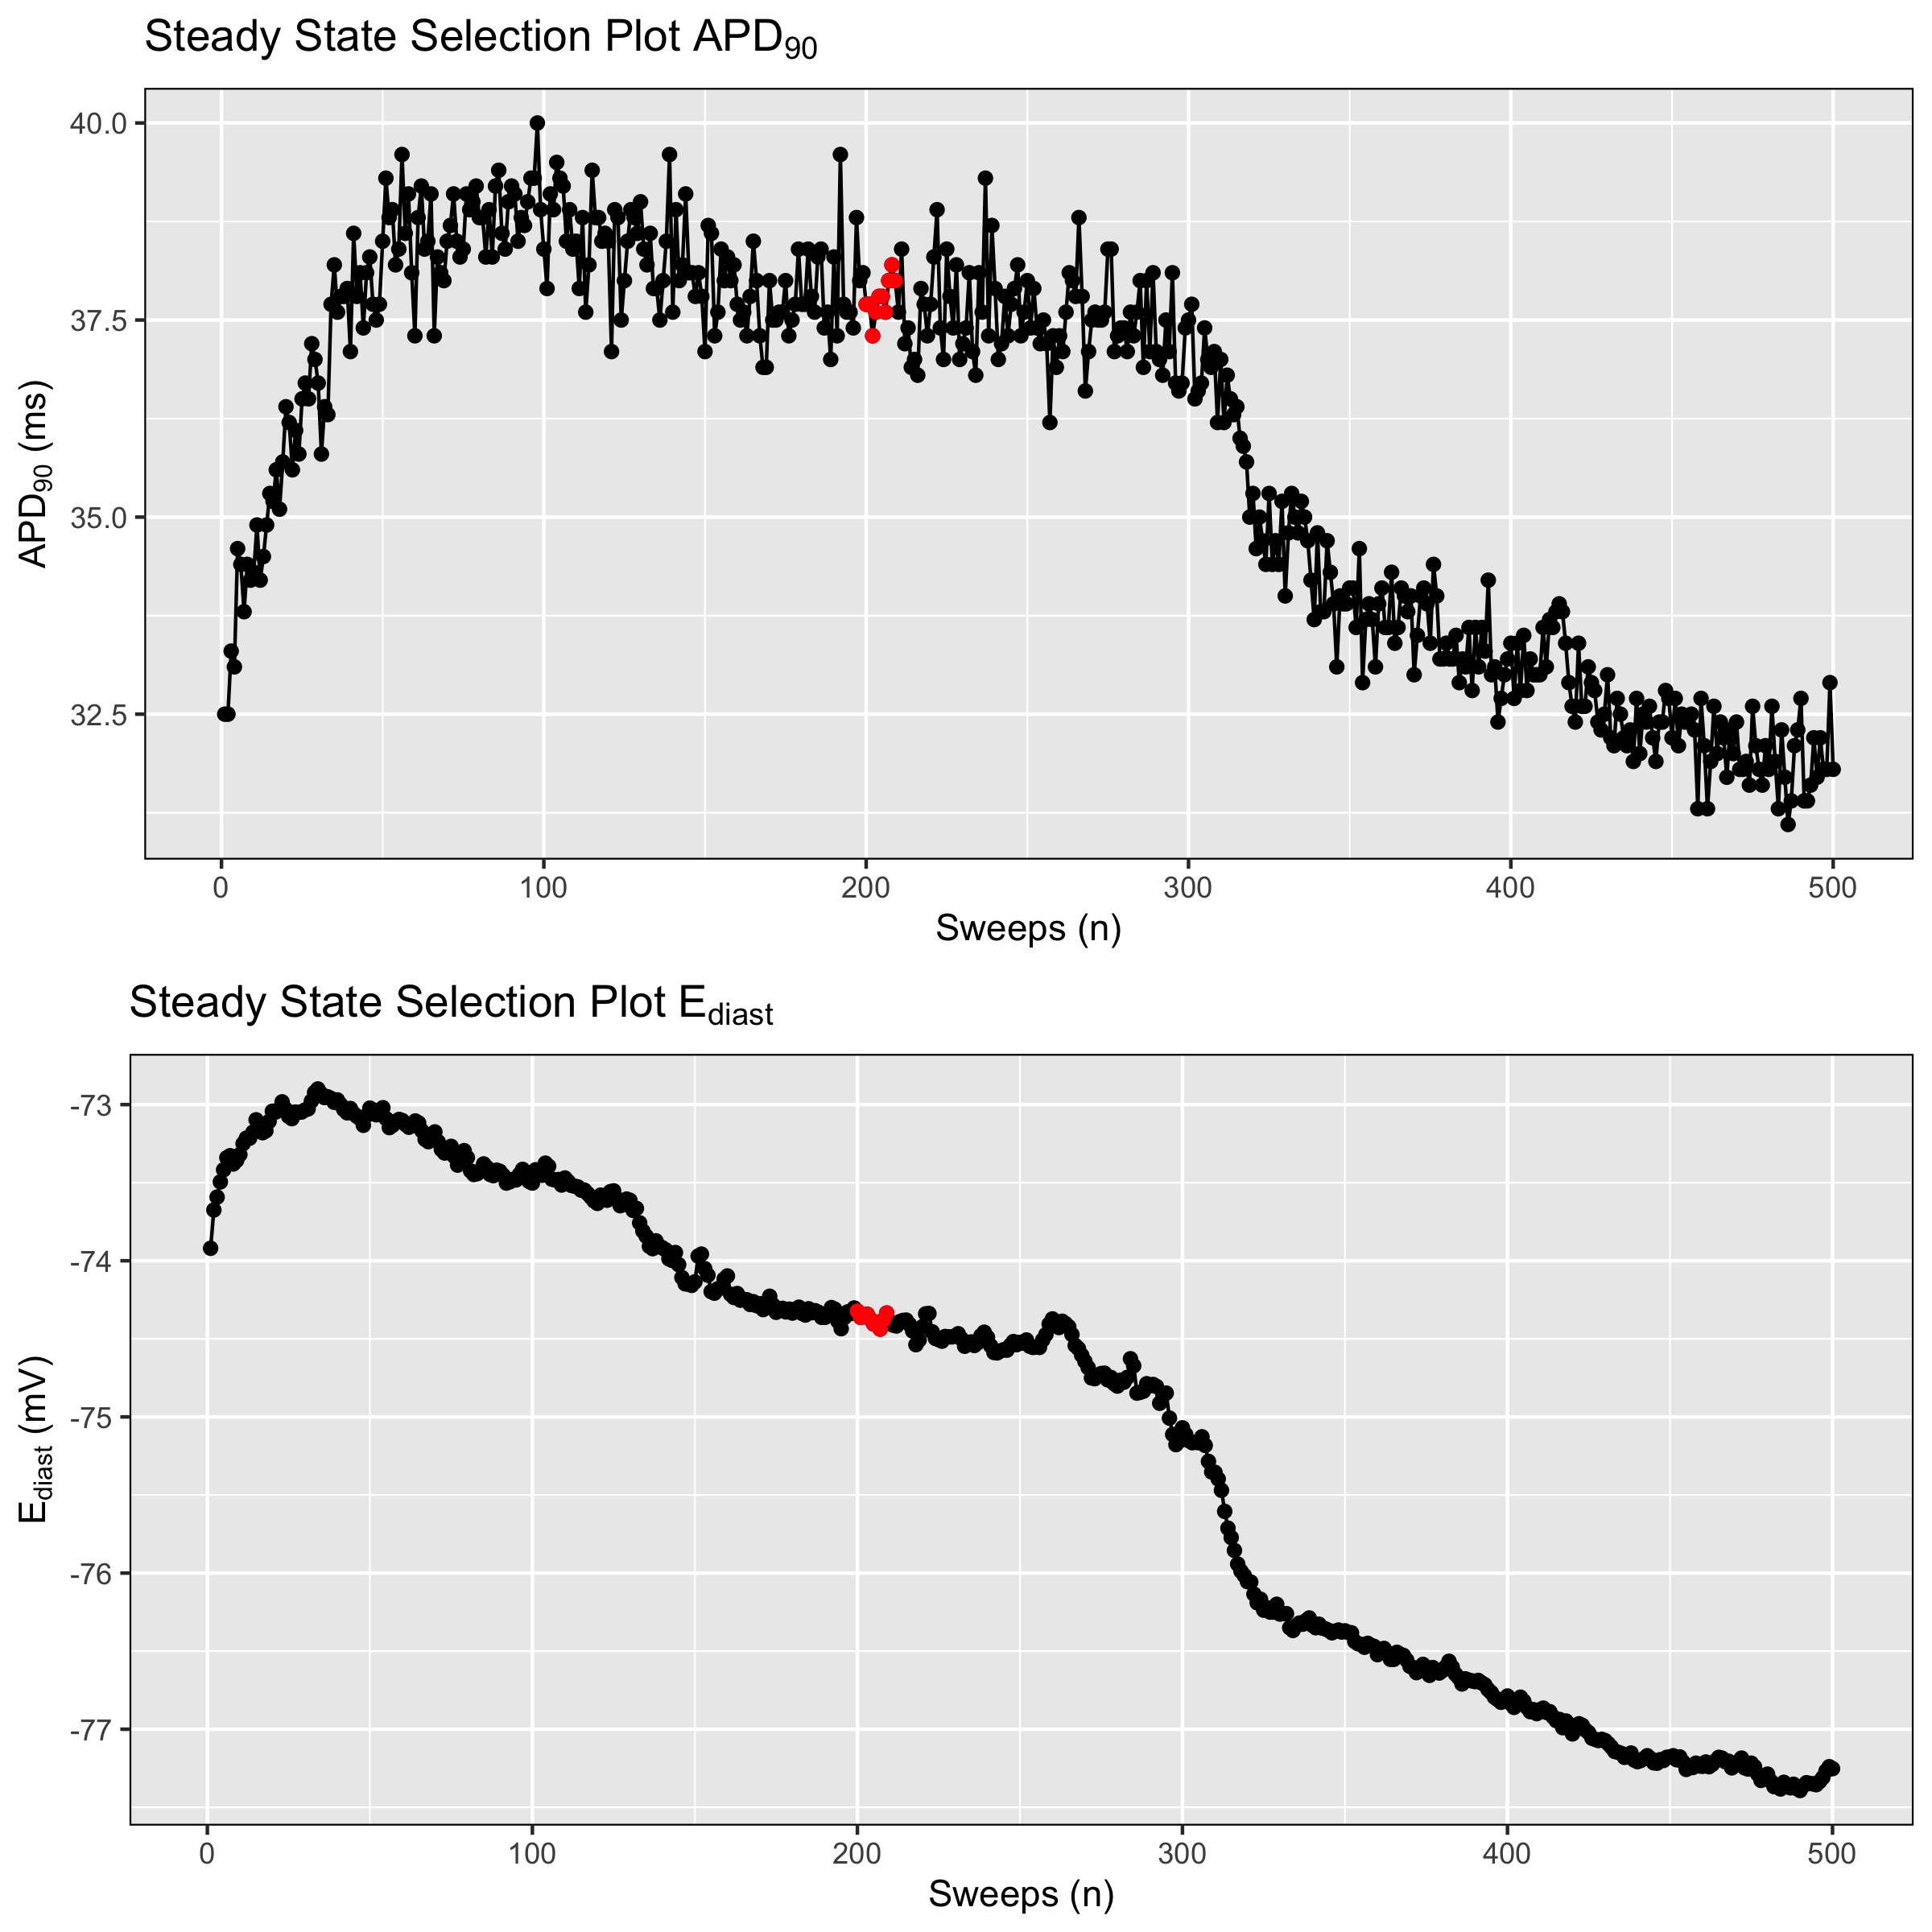 Steady State Selection Plot APD90
40.0
37.5
35.0
32.5
APD90 (ms)
0 100 200 300 400 500
Sweeps (n)
Steady State Selection Plot Ediast
-73
-74
-75
-76
-77
Ediast (mV)
0 100 200 300 400 500
Sweeps (n)